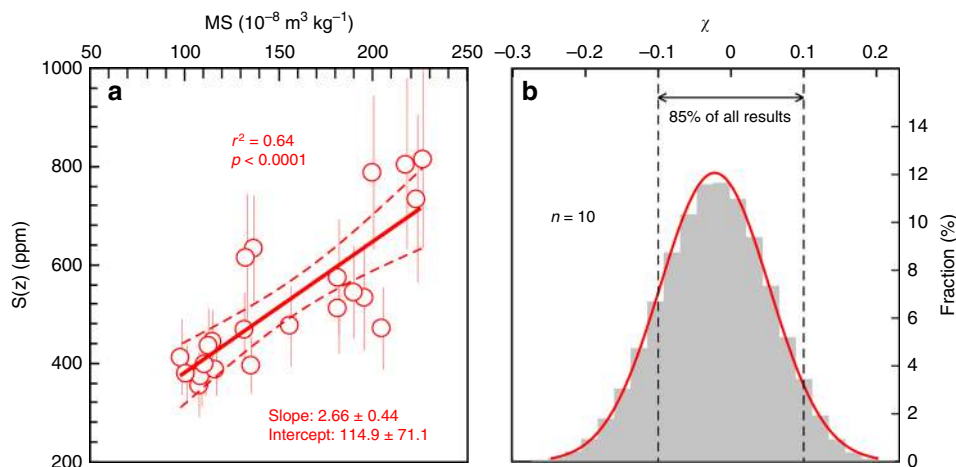 MS (10⁻⁸ m³ kg⁻¹)
50 100 150 200 250
a
r² = 0.64
p < 0.0001
1000
800
600
400
200
S(z) (ppm)
Slope: 2.66 ± 0.44
Intercept: 114.9 ± 71.1
χ
–0.3 –0.1 0 0.1 0.2
b
85% of all results
n = 10
14
12
10
8
6
4
2
0
Fraction (%)